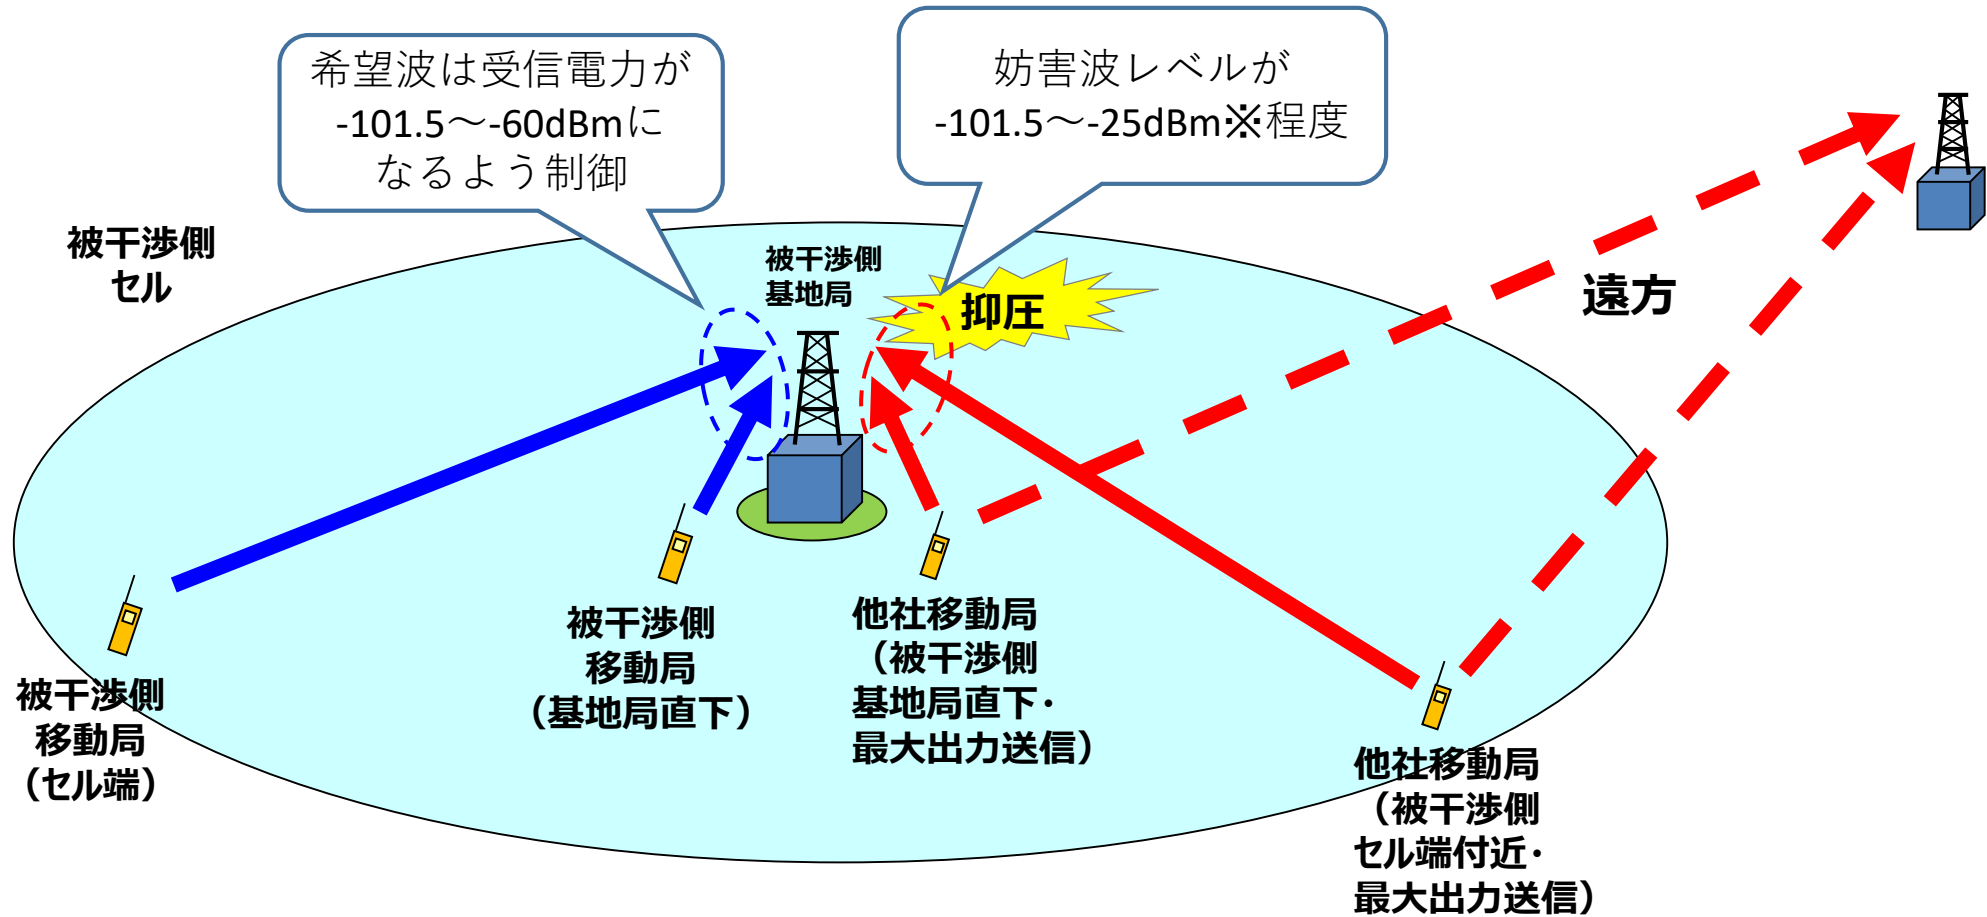 希望波は受信電力が
-101.5～-60dBmに
なるよう制御
妨害波レベルが
-101.5～-25dBm※程度
被干渉側
セル
被干渉側
基地局
抑圧
遠方
被干渉側
移動局
（セル端）
被干渉側
移動局
（基地局直下）
他社移動局
（被干渉側
基地局直下・
最大出力送信）
他社移動局
（被干渉側
セル端付近・
最大出力送信）